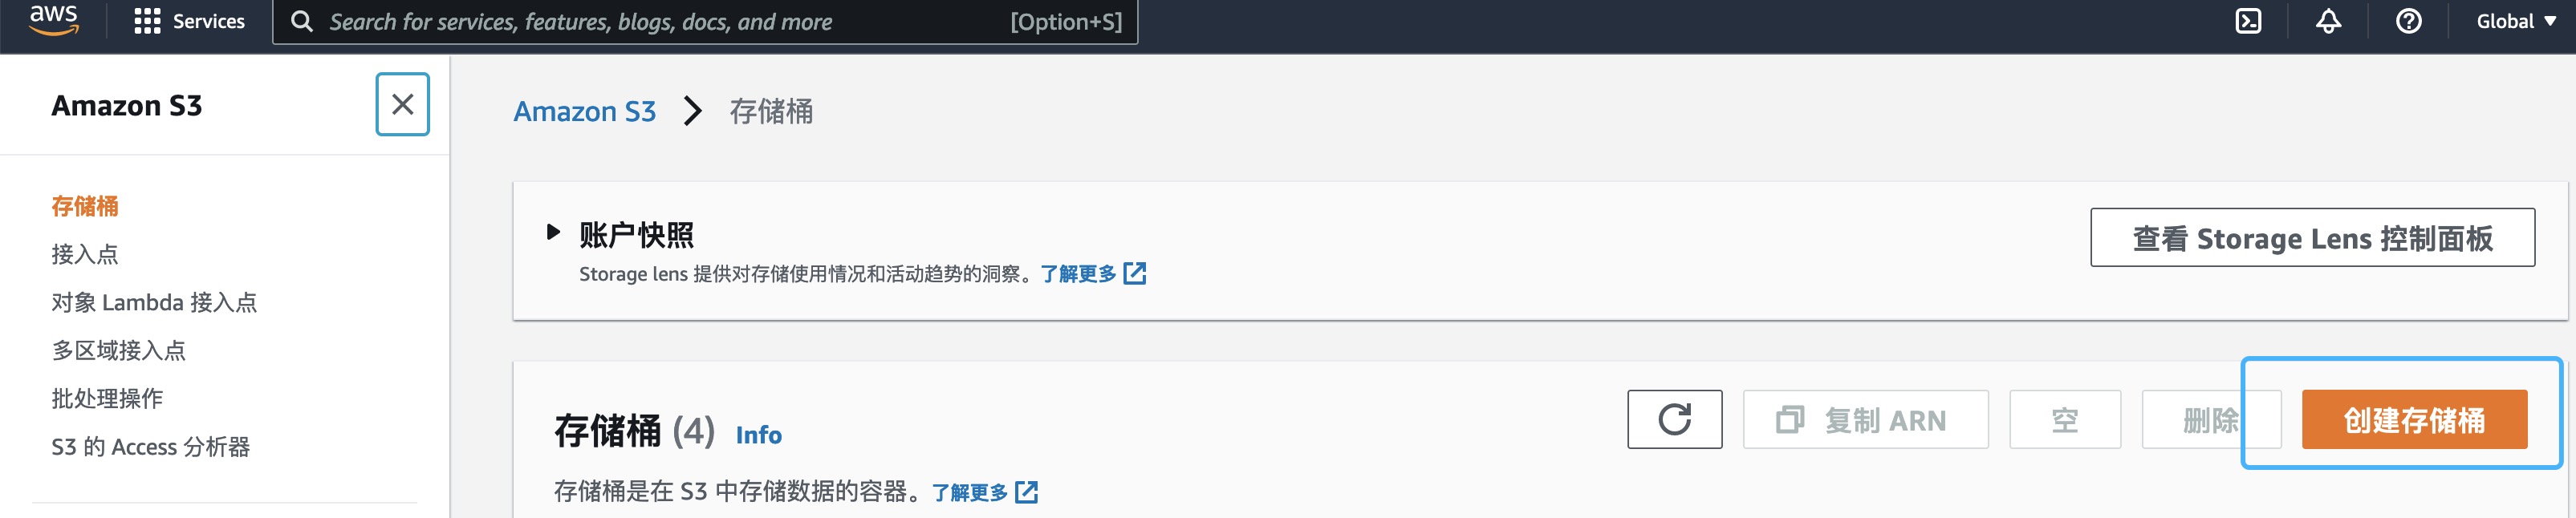 aws Services Search for services, features, blogs, docs, and more [Option+S] Global
Amazon S3
存储桶
接入点
对象 Lambda 接入点
多区域接入点
批处理操作
S3 的 Access 分析器
Amazon S3 存储桶
账户快照
Storage lens 提供对存储使用情况和活动趋势的洞察。了解更多
查看 Storage Lens 控制面板
存储桶 (4) Info
复制 ARN 空 删除 创建存储桶
存储桶是在 S3 中存储数据的容器。了解更多